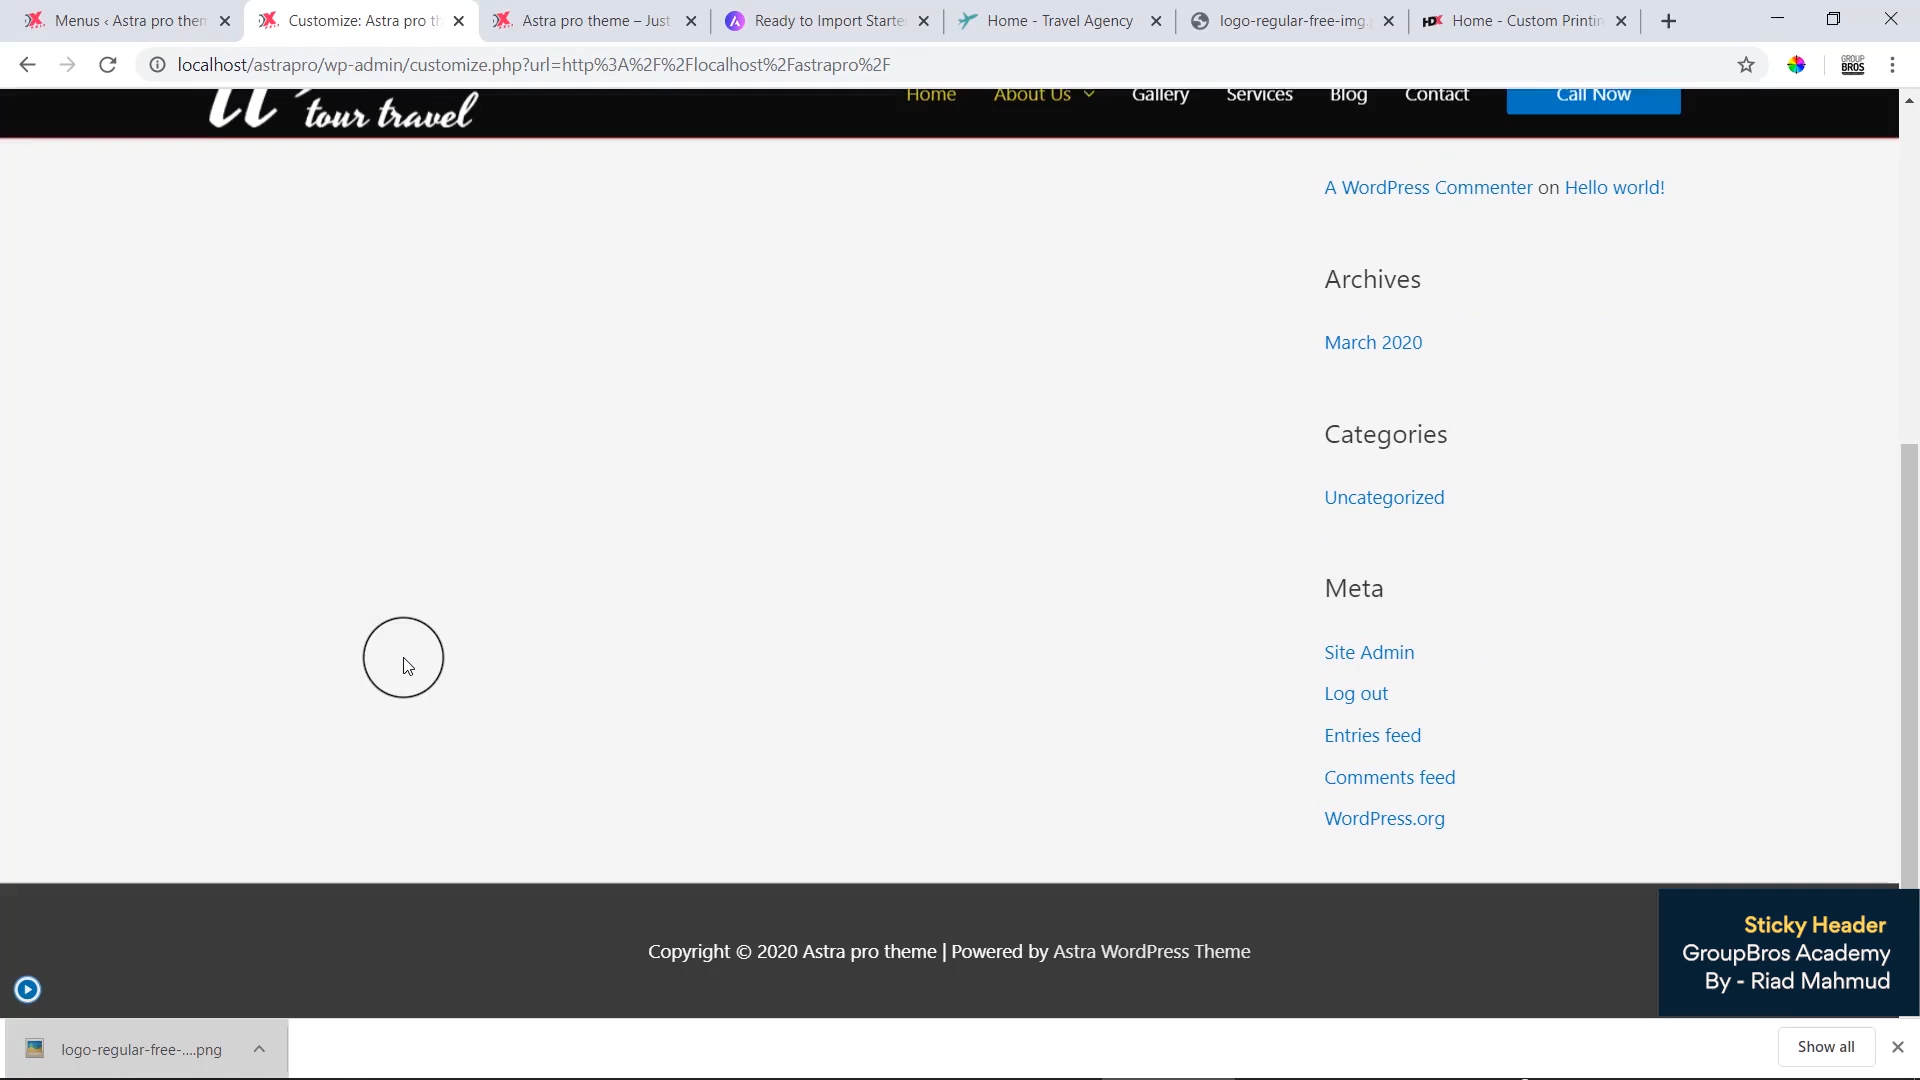 Menus ‹ Astra pro then
Customize: Astra pro th
Astra pro theme – Just
Ready to Import Starte
Home - Travel Agency
logo-regular-free-img.
Home - Custom Printin
localhost/astrapro/wp-admin/customize.php?url=http%3A%2F%2Flocalhost%2Fastrapro%2F
GROUP
BROS
tour travel
Home
About Us
Gallery
Services
Blog
Contact
Call Now
A WordPress Commenter on Hello world!
Archives
March 2020
Categories
Uncategorized
Meta
Site Admin
Log out
Entries feed
Comments feed
WordPress.org
Copyright © 2020 Astra pro theme | Powered by Astra WordPress Theme
Sticky Header
GroupBros Academy
By - Riad Mahmud
logo-regular-free-....png
Show all